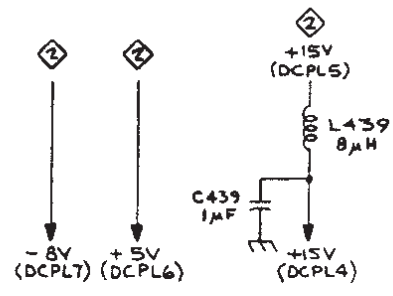 2
2
2
+15V
(DCPL5)
L439
8μH
C439
1μF
- 8V
(DCPL7)
+ 5V
(DCPL6)
+15V
(DCPL4)